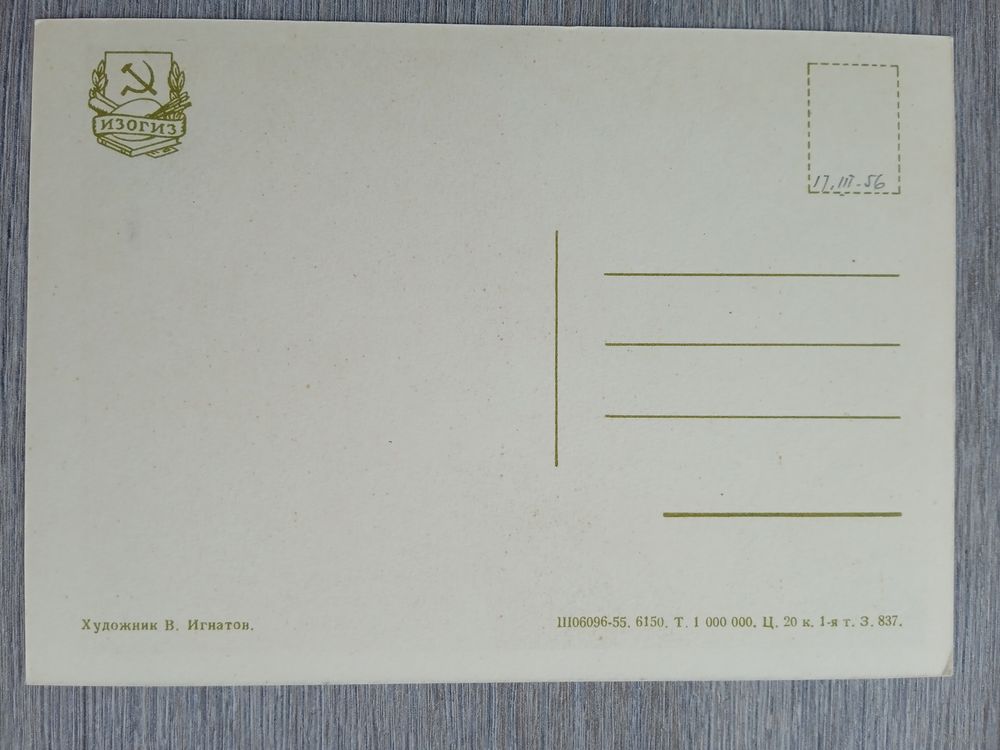 ИЗОГИЗ
17.III-56
Художник В. Игнатов.
Ш06096-55. 6150. Т. 1 000 000. Ц. 20 к. 1-я т. З. 837.